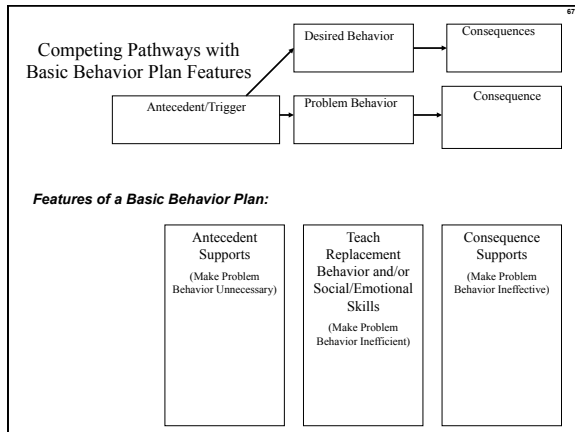 67
Competing Pathways with
Basic Behavior Plan Features
Desired Behavior
Consequences
Antecedent/Trigger
Problem Behavior
Consequence
Features of a Basic Behavior Plan:
Antecedent
Supports
(Make Problem
Behavior Unnecessary)
Teach
Replacement
Behavior and/or
Social/Emotional
Skills
(Make Problem
Behavior Inefficient)
Consequence
Supports
(Make Problem
Behavior Ineffective)